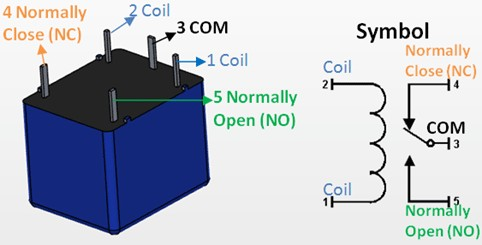 4 Normally
Close (NC)
2 Coil
3 COM
1 Coil
5 Normally
Open (NO)
Symbol
Normally
Close (NC)
Coil
2
4
COM
3
Coil
1
5
Normally
Open (NO)